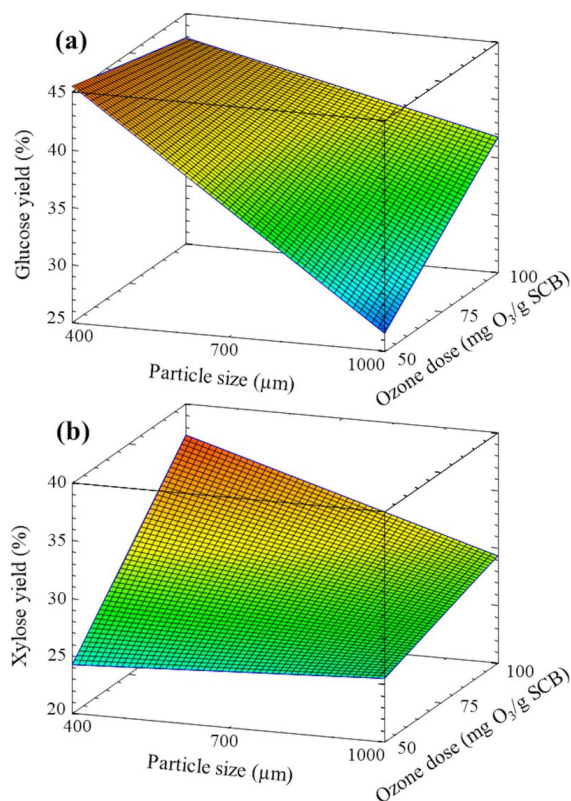 (a)
Glucose yield (%)
45
40
35
30
25
400
700
1000
Particle size (µm)
50
75
100
Ozone dose (mg O₃/g SCB)
(b)
Xylose yield (%)
40
35
30
25
20
400
700
1000
Particle size (µm)
50
75
100
Ozone dose (mg O₃/g SCB)